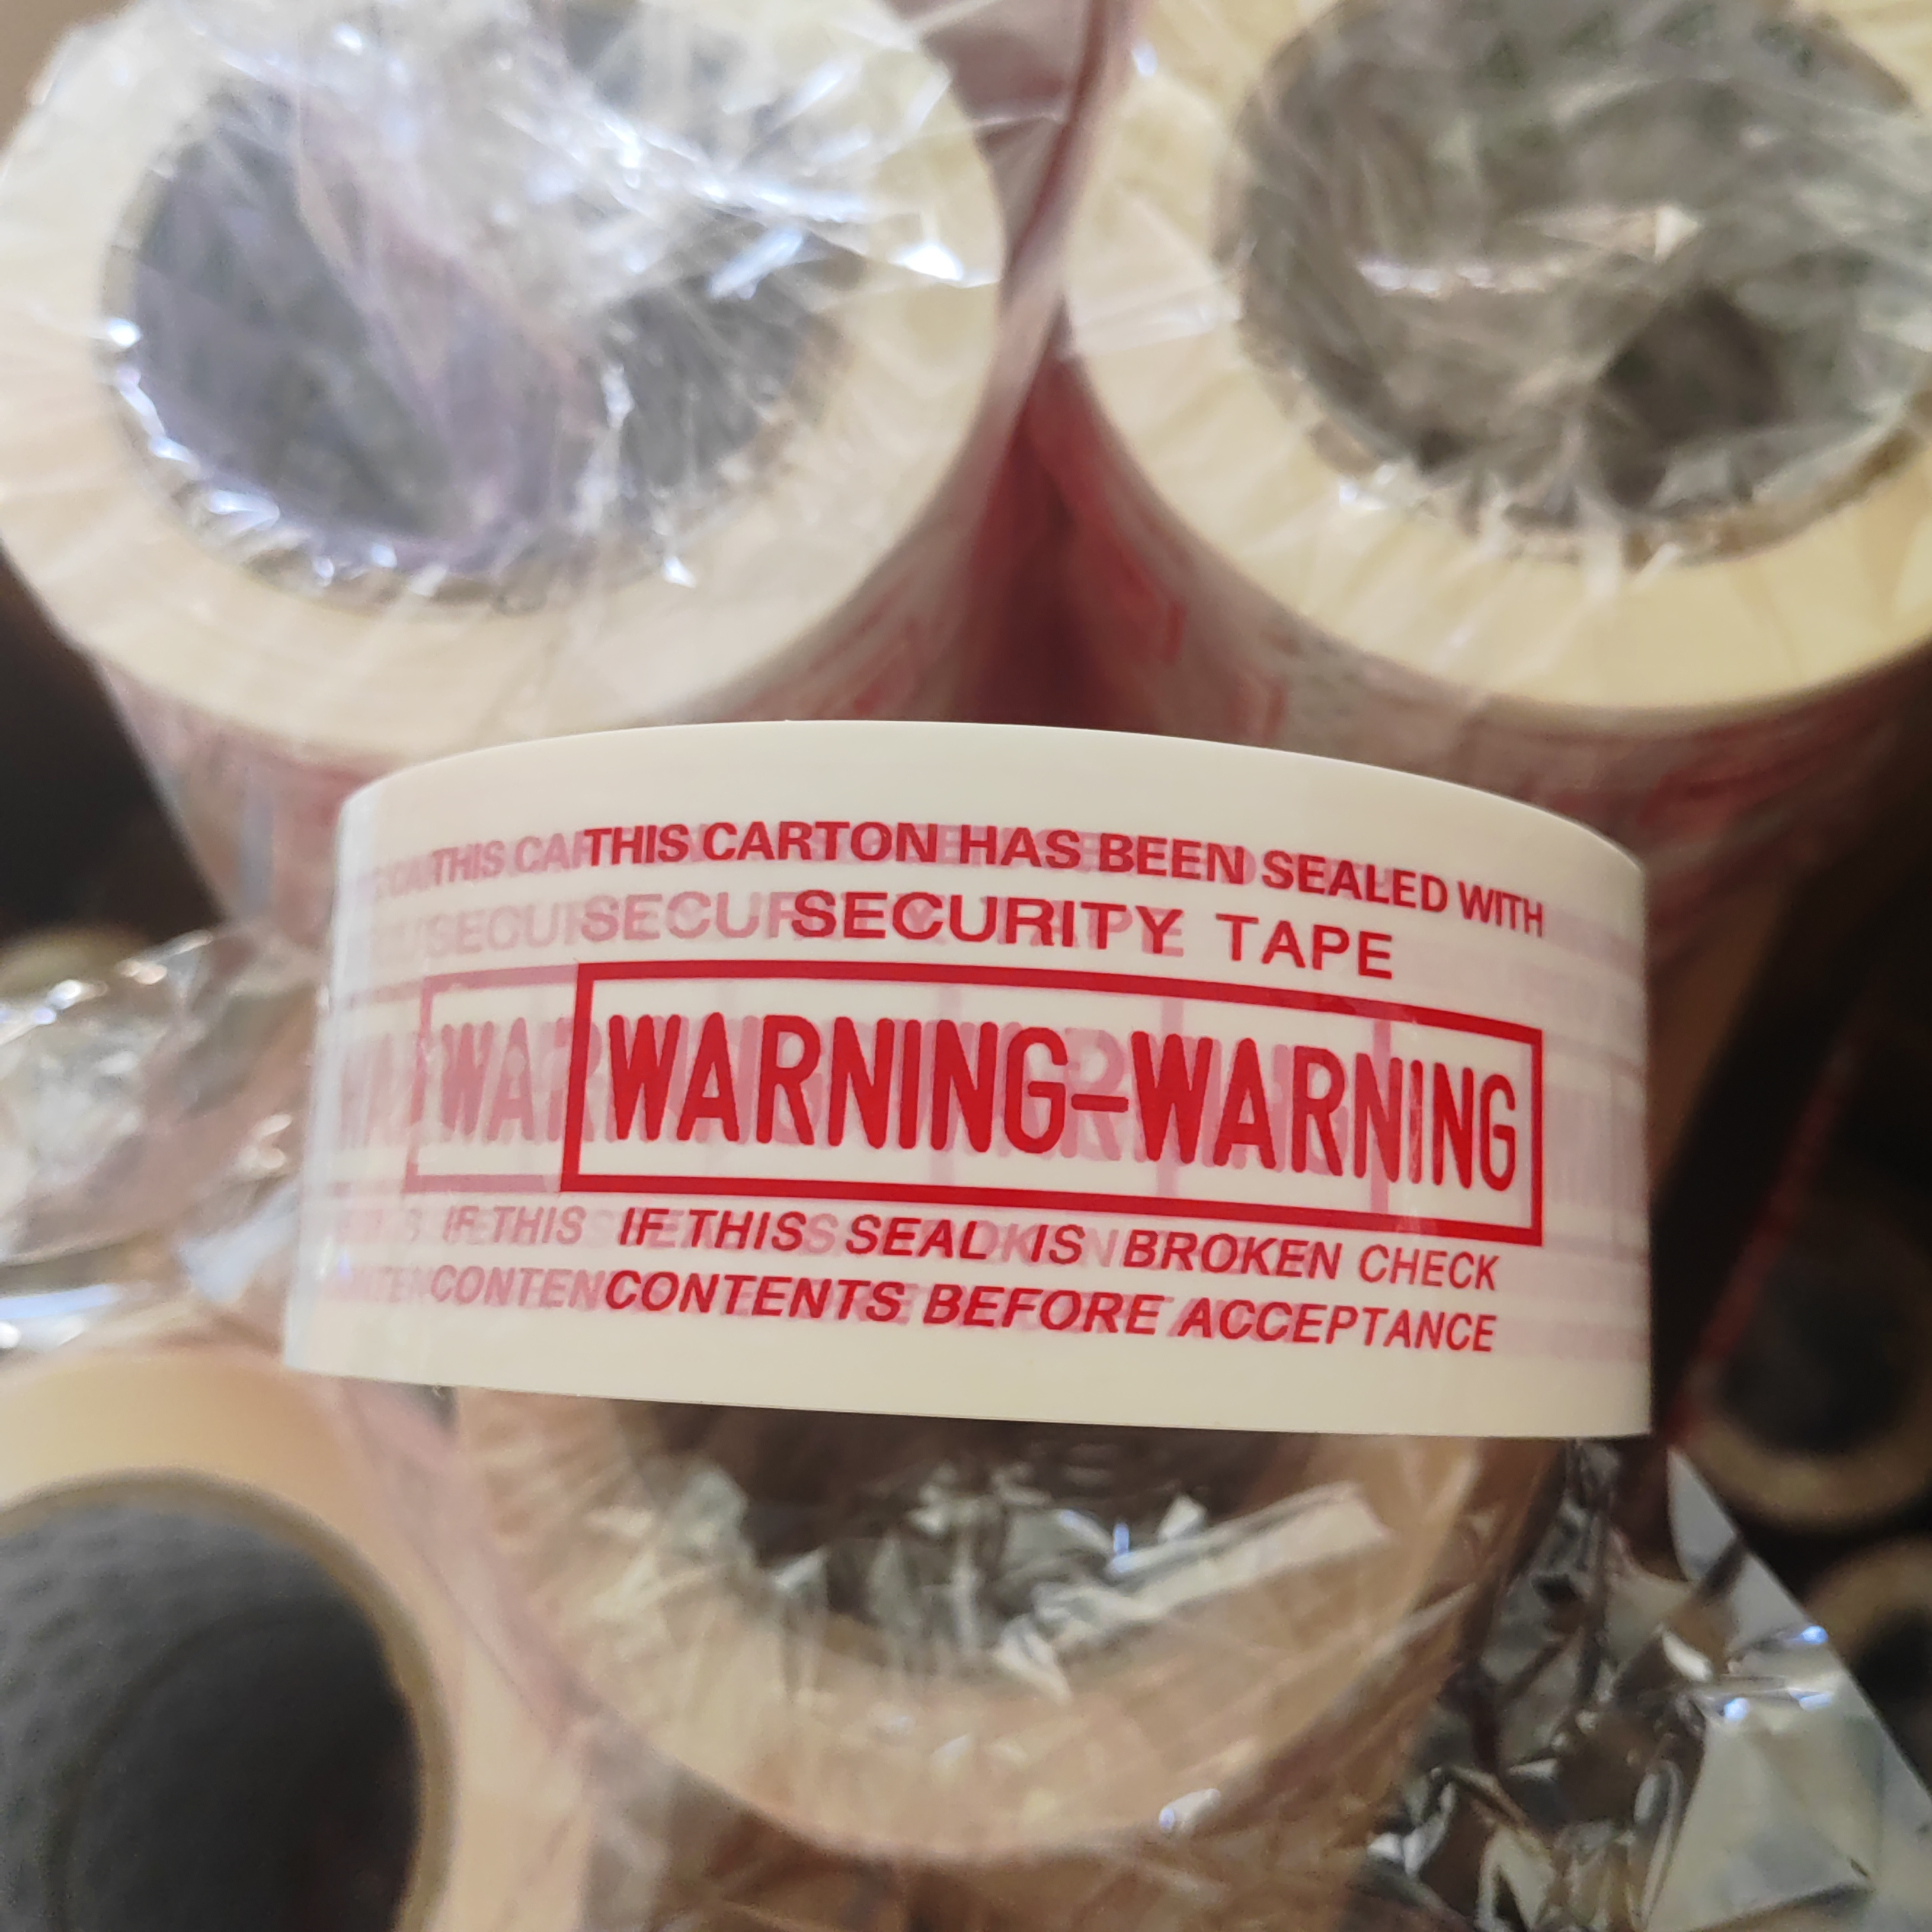 THIS CARTON HAS BEEN SEALED WITH
SECURITY TAPE
WARNING-WARNING
IF THIS SEAL IS BROKEN CHECK
CONTENTS BEFORE ACCEPTANCE